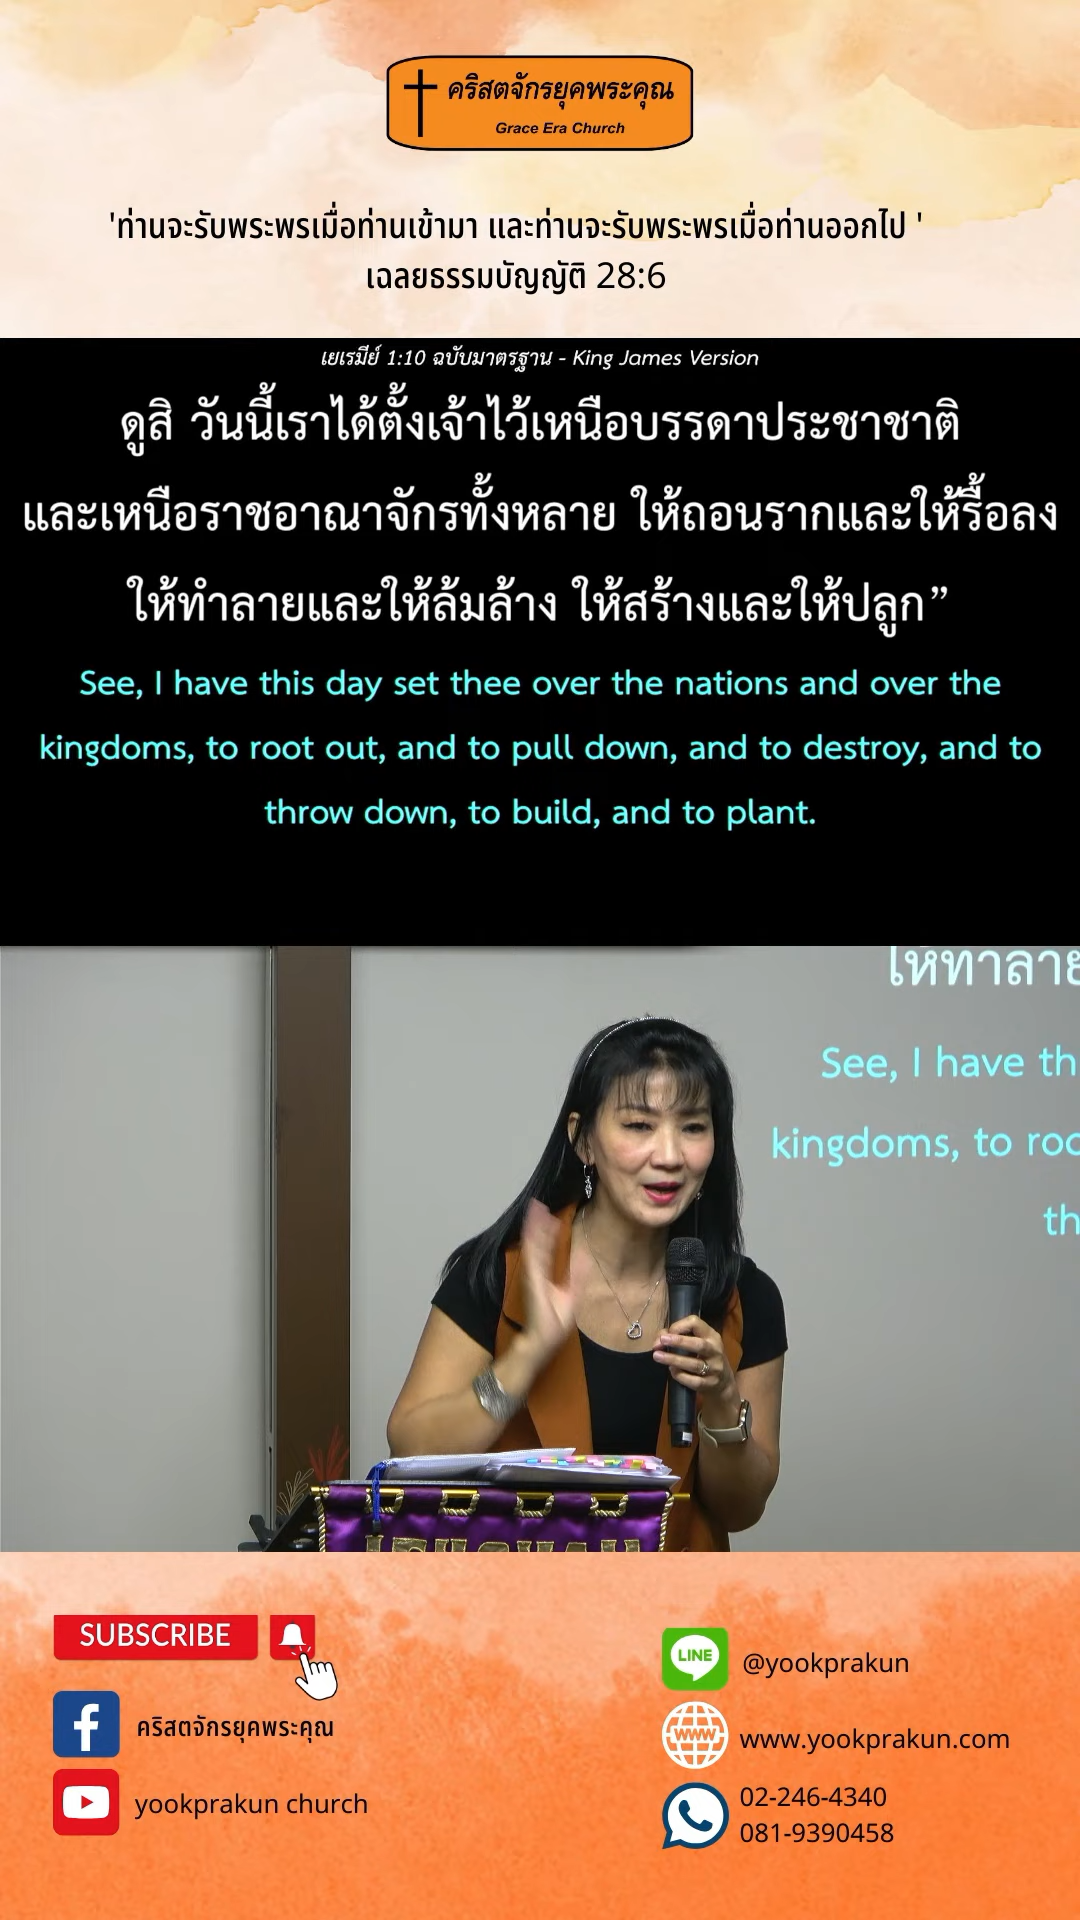 คริสตจักรยุคพระคุณ
Grace Era Church
'ท่านจะรับพระพรเมื่อท่านเข้ามา และท่านจะรับพระพรเมื่อท่านออกไป '
เฉลยธรรมบัญญัติ 28:6
เยเรมีย์ 1:10 ฉบับมาตรฐาน - King James Version
ดูสิ วันนี้เราได้ตั้งเจ้าไว้เหนือบรรดาประชาชาติ
และเหนือราชอาณาจักรทั้งหลาย ให้ถอนรากและให้รื้อลง
ให้ทำลายและให้ล้มล้าง ให้สร้างและให้ปลูก”
See, I have this day set thee over the nations and over the
kingdoms, to root out, and to pull down, and to destroy, and to
throw down, to build, and to plant.
ให้ทำลาย
See, I have th
kingdoms, to roo
th
JEHOVAH
SUBSCRIBE
คริสตจักรยุคพระคุณ
yookprakun church
LINE
@yookprakun
WWW
www.yookprakun.com
02-246-4340
081-9390458